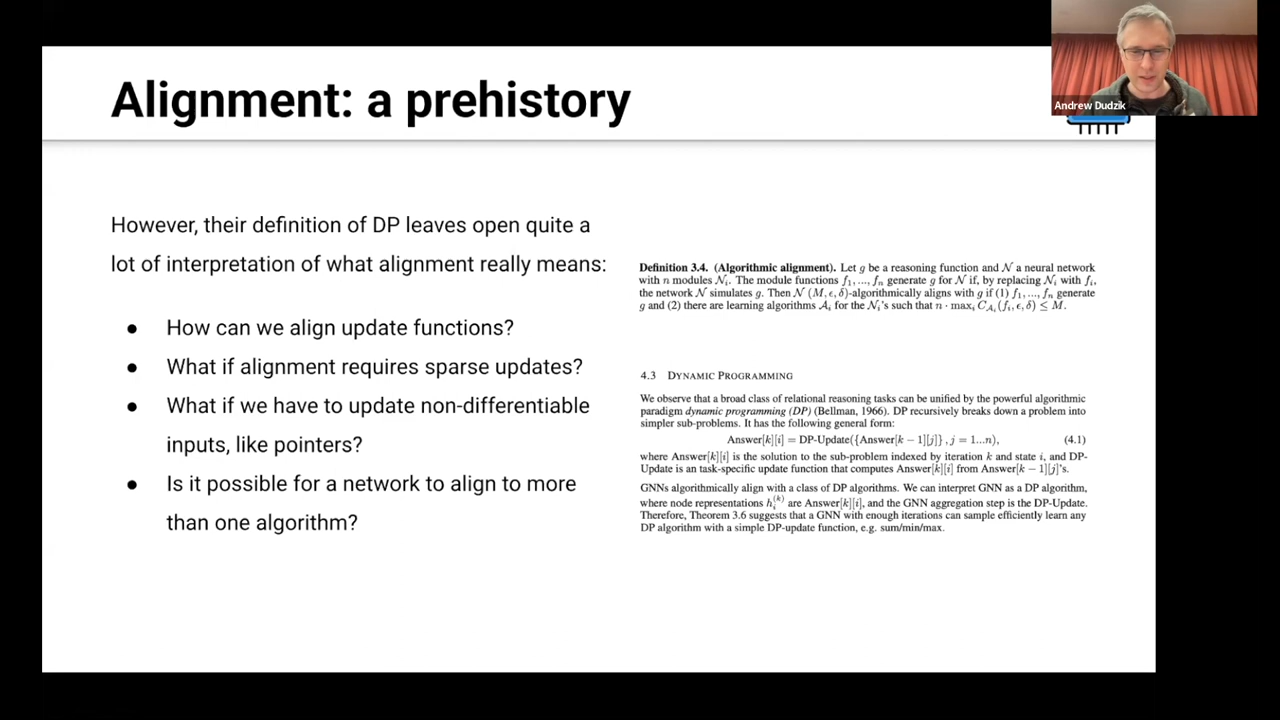 Alignment: a prehistory
Andrew Dudzik
However, their definition of DP leaves open quite a
lot of interpretation of what alignment really means:
● How can we align update functions?
● What if alignment requires sparse updates?
● What if we have to update non-differentiable
inputs, like pointers?
● Is it possible for a network to align to more
than one algorithm?
Definition 3.4. (Algorithmic alignment). Let g be a reasoning function and 𝒩 a neural network
with n modules 𝒩ᵢ. The module functions f₁, ..., fₙ generate g for 𝒩 if, by replacing 𝒩ᵢ with fᵢ,
the network 𝒩 simulates g. Then 𝒩 (M, ϵ, δ)-algorithmically aligns with g if (1) f₁, ..., fₙ generate
g and (2) there are learning algorithms 𝒜ᵢ for the 𝒩ᵢ's such that n · maxᵢ C_𝒜ᵢ(fᵢ, ϵ, δ) ≤ M.
4.3 DYNAMIC PROGRAMMING
We observe that a broad class of relational reasoning tasks can be unified by the powerful algorithmic
paradigm dynamic programming (DP) (Bellman, 1966). DP recursively breaks down a problem into
simpler sub-problems. It has the following general form:
Answer[k][i] = DP-Update({Answer[k − 1][j]}, j = 1...n), (4.1)
where Answer[k][i] is the solution to the sub-problem indexed by iteration k and state i, and DP-
Update is an task-specific update function that computes Answer[k][i] from Answer[k − 1][j]'s.
GNNs algorithmically align with a class of DP algorithms. We can interpret GNN as a DP algorithm,
where node representations hᵢ⁽ᵏ⁾ are Answer[k][i], and the GNN aggregation step is the DP-Update.
Therefore, Theorem 3.6 suggests that a GNN with enough iterations can sample efficiently learn any
DP algorithm with a simple DP-update function, e.g. sum/min/max.